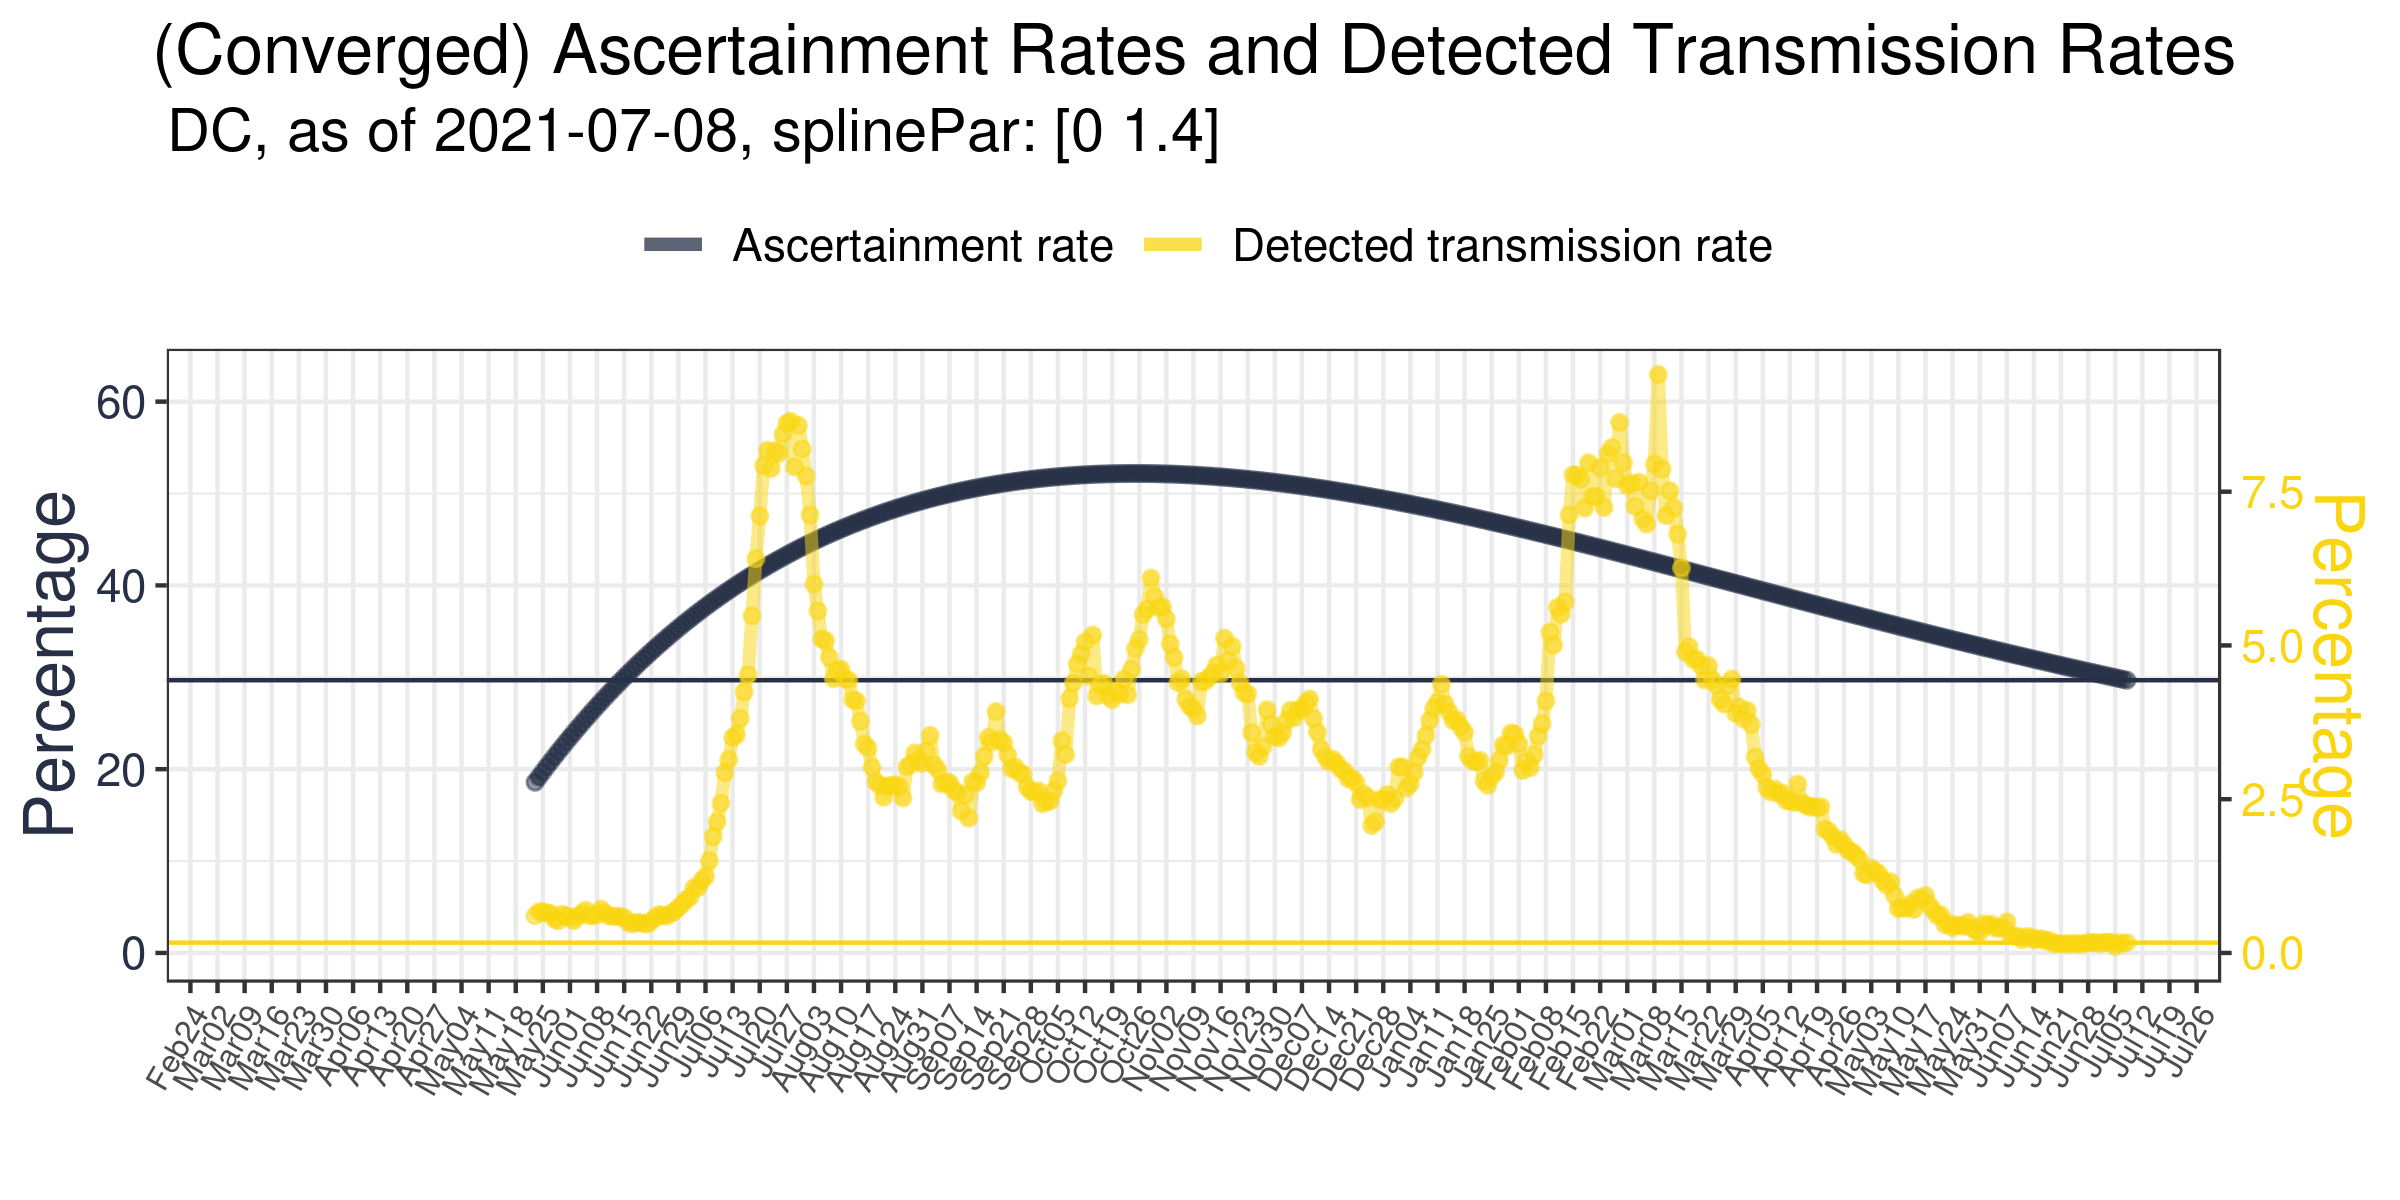 (Converged) Ascertainment Rates and Detected Transmission Rates
DC, as of 2021-07-08, splinePar: [0 1.4]
Ascertainment rate
Detected transmission rate
Percentage
60
40
20
0
7.5
5.0
2.5
0.0
Percentage
Feb24
Mar02
Mar09
Mar16
Mar23
Mar30
Apr06
Apr13
Apr20
Apr27
May04
May11
May18
May25
Jun01
Jun08
Jun15
Jun22
Jun29
Jul06
Jul13
Jul20
Jul27
Aug03
Aug10
Aug17
Aug24
Aug31
Sep07
Sep14
Sep21
Sep28
Oct05
Oct12
Oct19
Oct26
Nov02
Nov09
Nov16
Nov23
Nov30
Dec07
Dec14
Dec21
Dec28
Jan04
Jan11
Jan18
Jan25
Feb01
Feb08
Feb15
Feb22
Mar01
Mar08
Mar15
Mar22
Mar29
Apr05
Apr12
Apr19
Apr26
May03
May10
May17
May24
May31
Jun07
Jun14
Jun21
Jun28
Jul05
Jul12
Jul19
Jul26